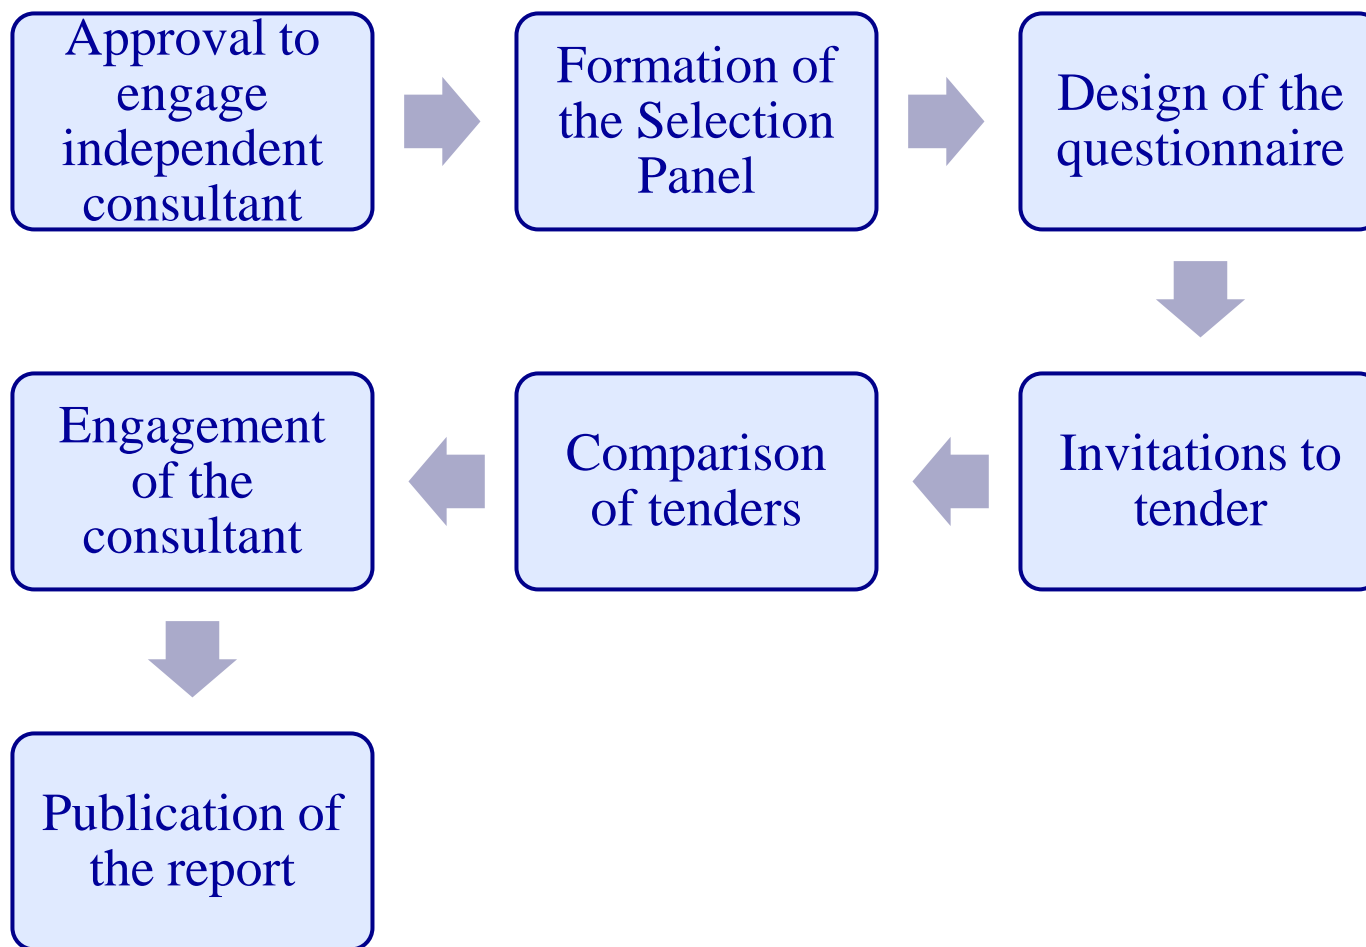 Approval to
engage
independent
consultant
Formation of
the Selection
Panel
Design of the
questionnaire
Invitations to
tender
Comparison
of tenders
Engagement
of the
consultant
Publication of
the report